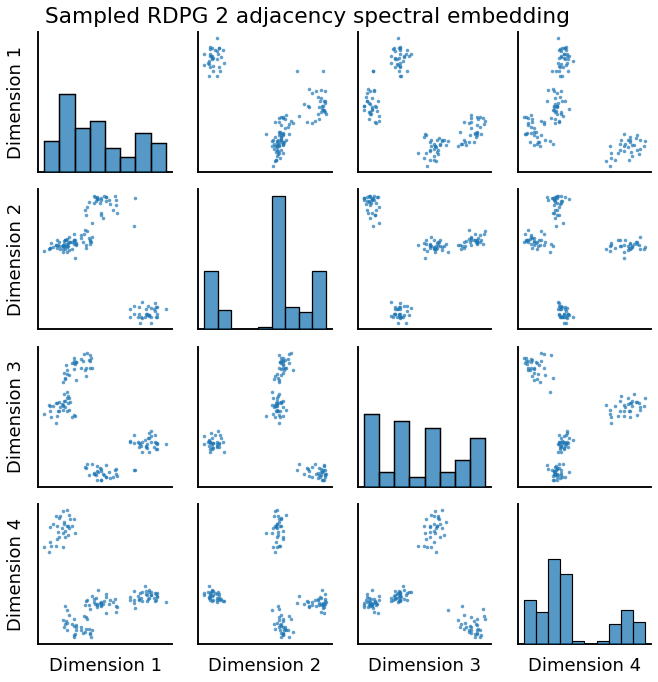 Sampled RDPG 2 adjacency spectral embedding
Dimension 1
Dimension 2
Dimension 3
Dimension 4
Dimension 1 Dimension 2 Dimension 3 Dimension 4